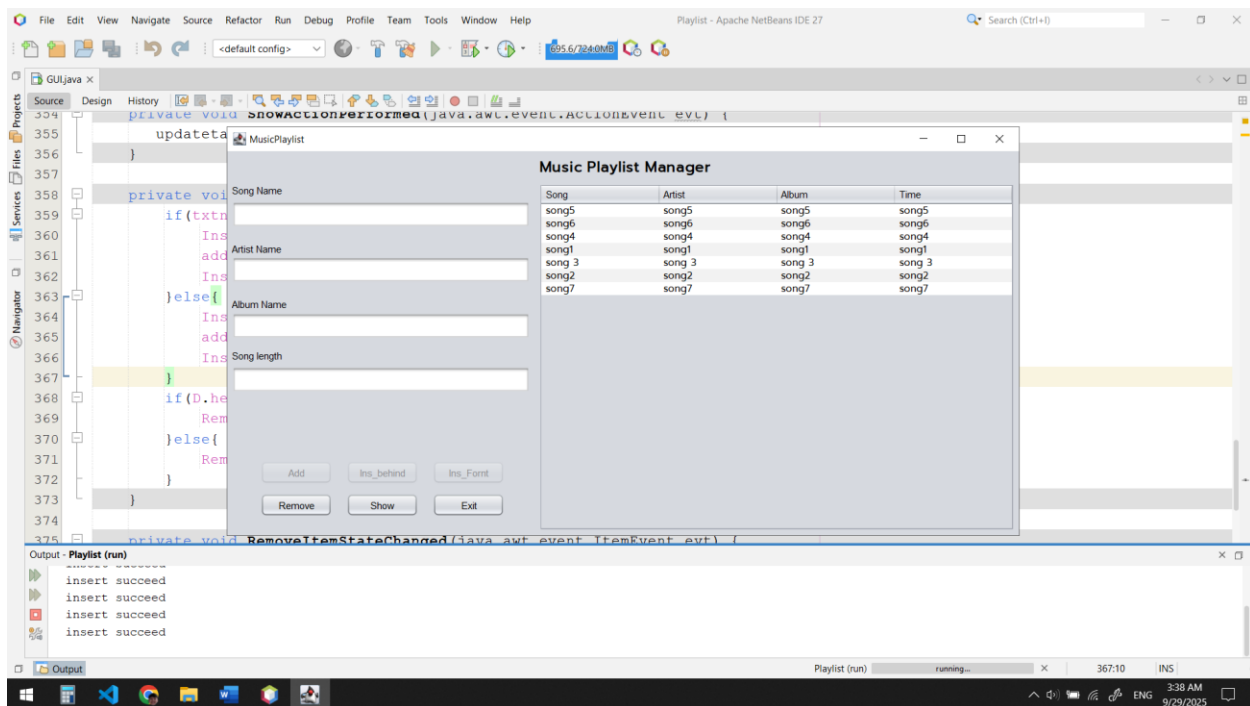 File Edit View Navigate Source Refactor Run Debug Profile Team Tools Window Help Playlist - Apache NetBeans IDE 27 Search (Ctrl+I)
<default config> 695.6/724.0MB
GUI.java
Source Design History
Projects
Files
Services
Navigator
354 private void ShowActionPerformed(java.awt.event.ActionEvent evt) {
355 updateta
356 }
357
358 private voi
359 if(txtn
360 Ins
361 add
362 Ins
363 }else{
364 Ins
365 add
366 Ins
367 }
368 if(D.he
369 Rem
370 }else{
371 Rem
372 }
373 }
374
375 private void RemoveItemStateChanged(java.awt.event.ItemEvent evt) {
MusicPlaylist
Music Playlist Manager
Song Name
Artist Name
Album Name
Song length
Add Ins_behind Ins_Fornt
Remove Show Exit
Song Artist Album Time
song5 song5 song5 song5
song6 song6 song6 song6
song4 song4 song4 song4
song1 song1 song1 song1
song 3 song 3 song 3 song 3
song2 song2 song2 song2
song7 song7 song7 song7
Output - Playlist (run)
insert succeed
insert succeed
insert succeed
insert succeed
insert succeed
Output Playlist (run) running... 367:10 INS
ENG 3:38 AM
9/29/2025